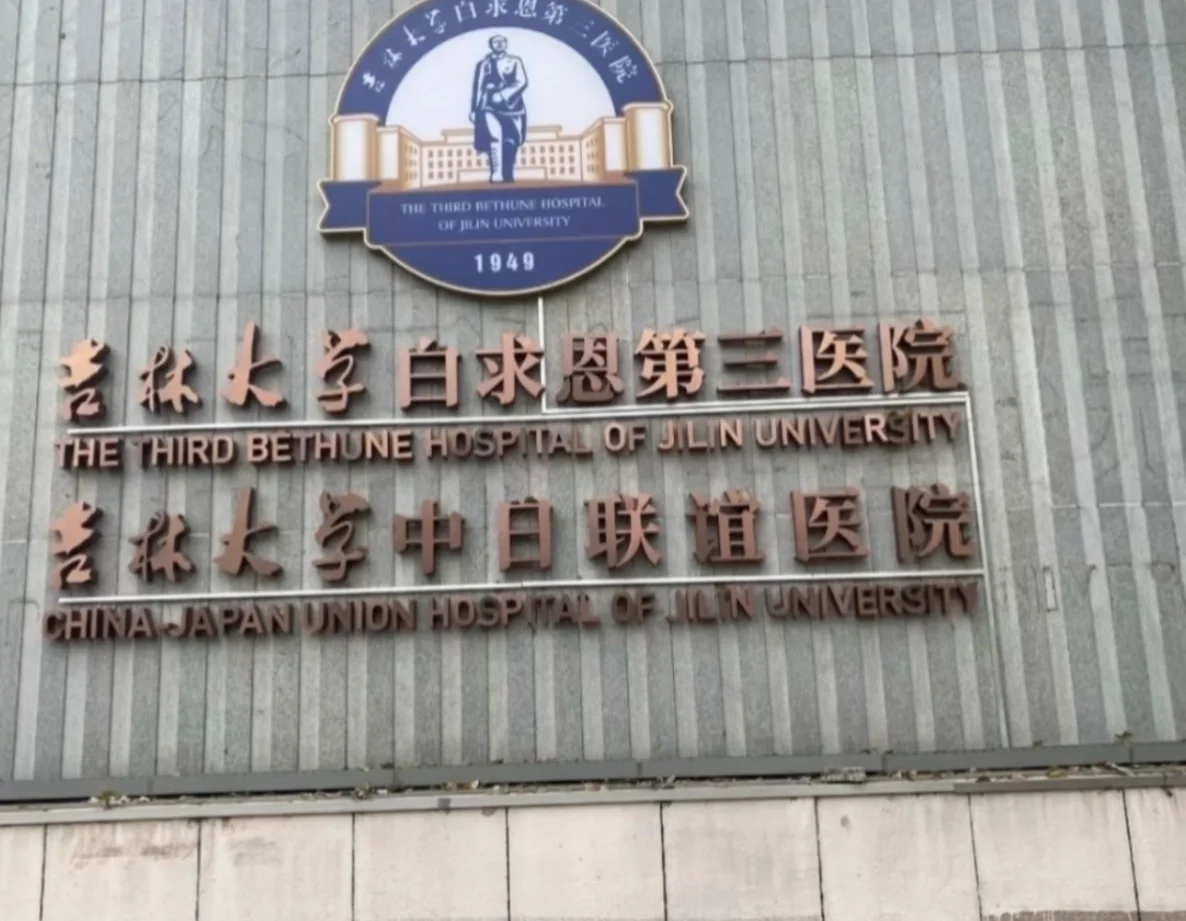 吉林大学白求恩第三医院
THE THIRD BETHUNE HOSPITAL
OF JILIN UNIVERSITY
1949
吉林大学白求恩第三医院
THE THIRD BETHUNE HOSPITAL OF JILIN UNIVERSITY
吉林大学中日联谊医院
CHINA-JAPAN UNION HOSPITAL OF JILIN UNIVERSITY